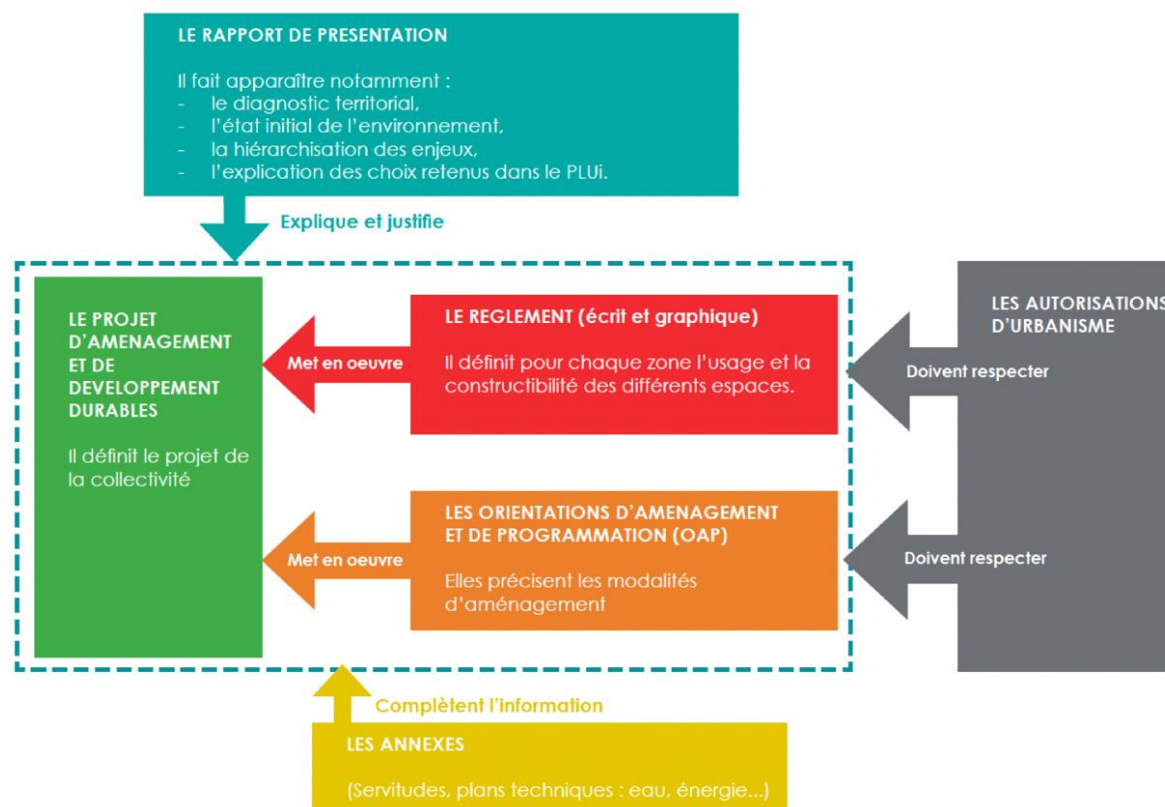 LE RAPPORT DE PRESENTATION
Il fait apparaître notamment :
- le diagnostic territorial,
- l'état initial de l'environnement,
- la hiérarchisation des enjeux,
- l'explication des choix retenus dans le PLUi.
Explique et justifie
LE PROJET
D'AMENAGEMENT
ET DE
DEVELOPPEMENT
DURABLES
Il définit le projet de
la collectivité
Met en oeuvre
LE REGLEMENT (écrit et graphique)
Il définit pour chaque zone l'usage et la
constructibilité des différents espaces.
Doivent respecter
LES AUTORISATIONS
D'URBANISME
Met en oeuvre
LES ORIENTATIONS D'AMENAGEMENT
ET DE PROGRAMMATION (OAP)
Elles précisent les modalités
d'aménagement
Doivent respecter
Complètent l'information
LES ANNEXES
(Servitudes, plans techniques : eau, énergie...)